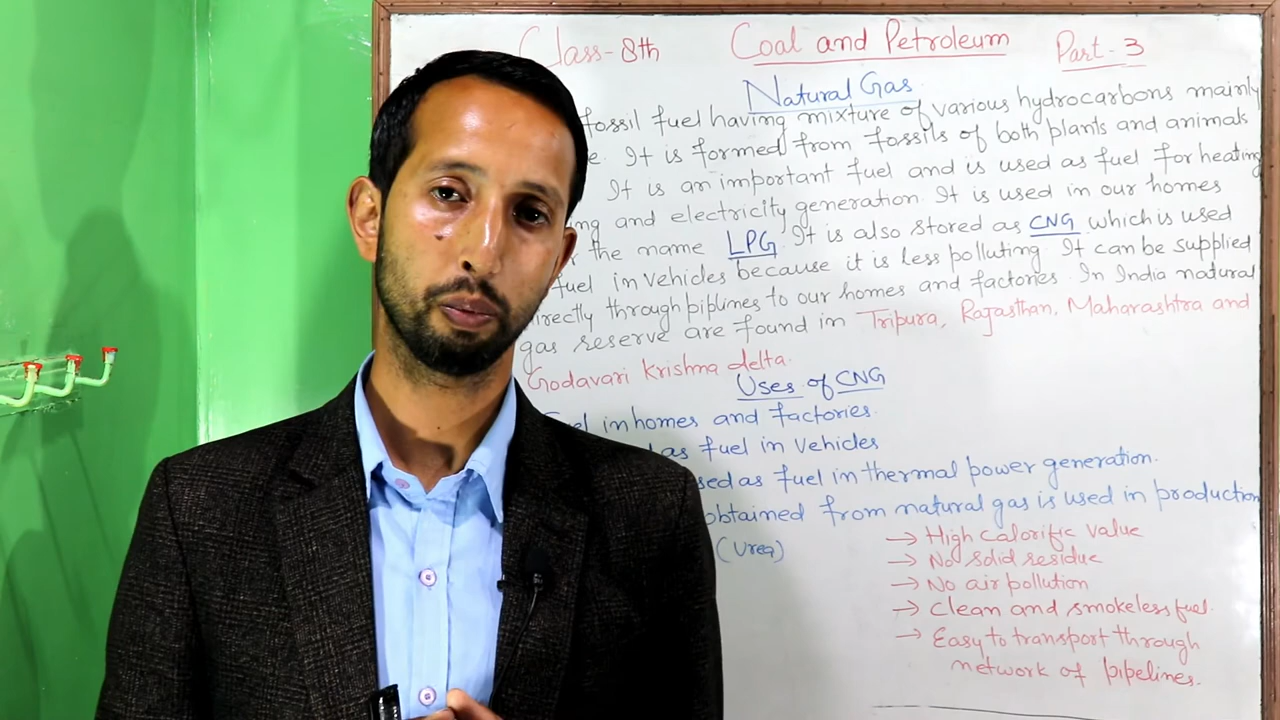 Class-8th Coal and Petroleum Part-3
Natural Gas
fossil fuel having mixture of various hydrocarbons mainly
e. It is formed from fossils of both plants and animals
It is an important fuel and is used as fuel for heating
ing and electricity generation. It is used in our homes
the name LPG. It is also stored as CNG which is used
fuel in vehicles because it is less polluting. It can be supplied
directly through piplines to our homes and factories. In India natural
gas reserve are found in Tripura, Rajasthan, Maharashtra and
Godavari Krishna delta.
Uses of CNG
Fuel in homes and factories.
as fuel in vehicles
sed as fuel in thermal power generation.
obtained from natural gas is used in production
(Urea)
→ High calorific value
→ No solid residue
→ No air pollution
→ Clean and smokeless fuel.
→ Easy to transport through
network of pipelines.